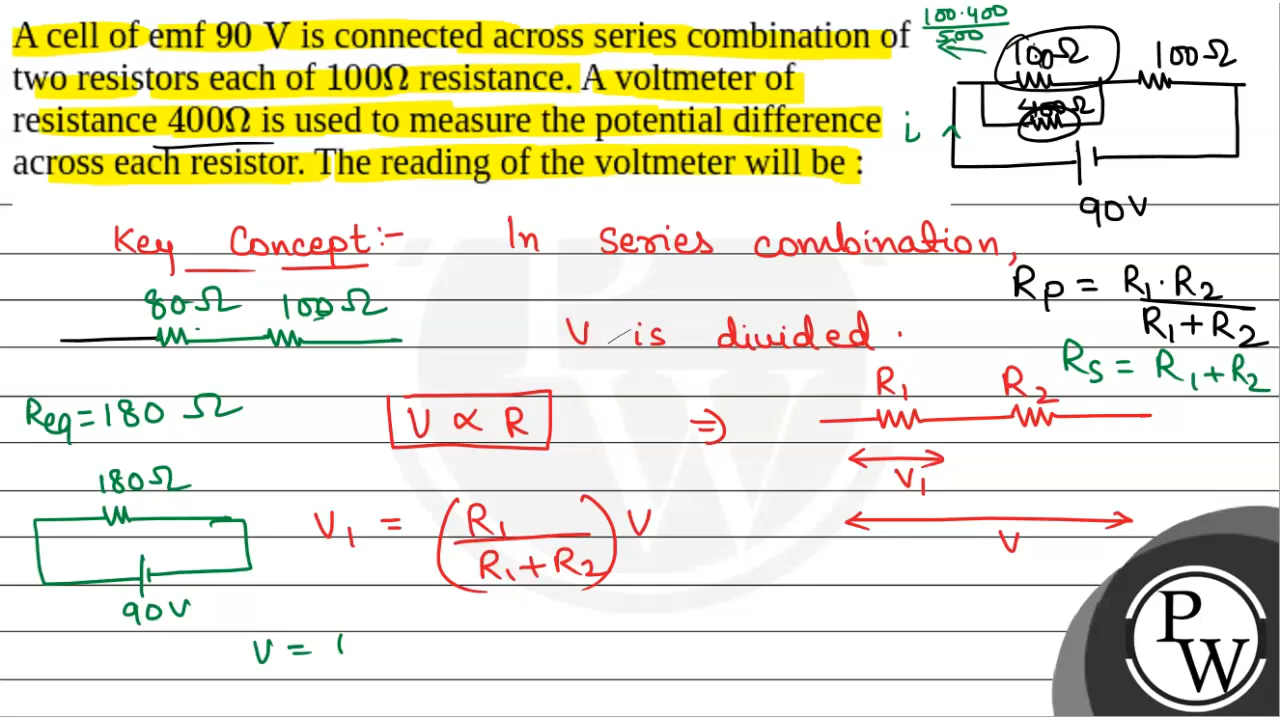 A cell of emf 90 V is connected across series combination of
two resistors each of 100Ω resistance. A voltmeter of
resistance 400Ω is used to measure the potential difference
across each resistor. The reading of the voltmeter will be :
100·400
500
100Ω
100Ω
400Ω
i
90V
Key Concept:- In series combination,
V is divided.
80Ω 100Ω
Rp = R1·R2
R1+R2
Rs = R1+R2
Req=180 Ω
V ∝ R ⇒
R1 R2
V1
V
180Ω
90V
V1 = (R1
R1+R2) V
V = (
P
W